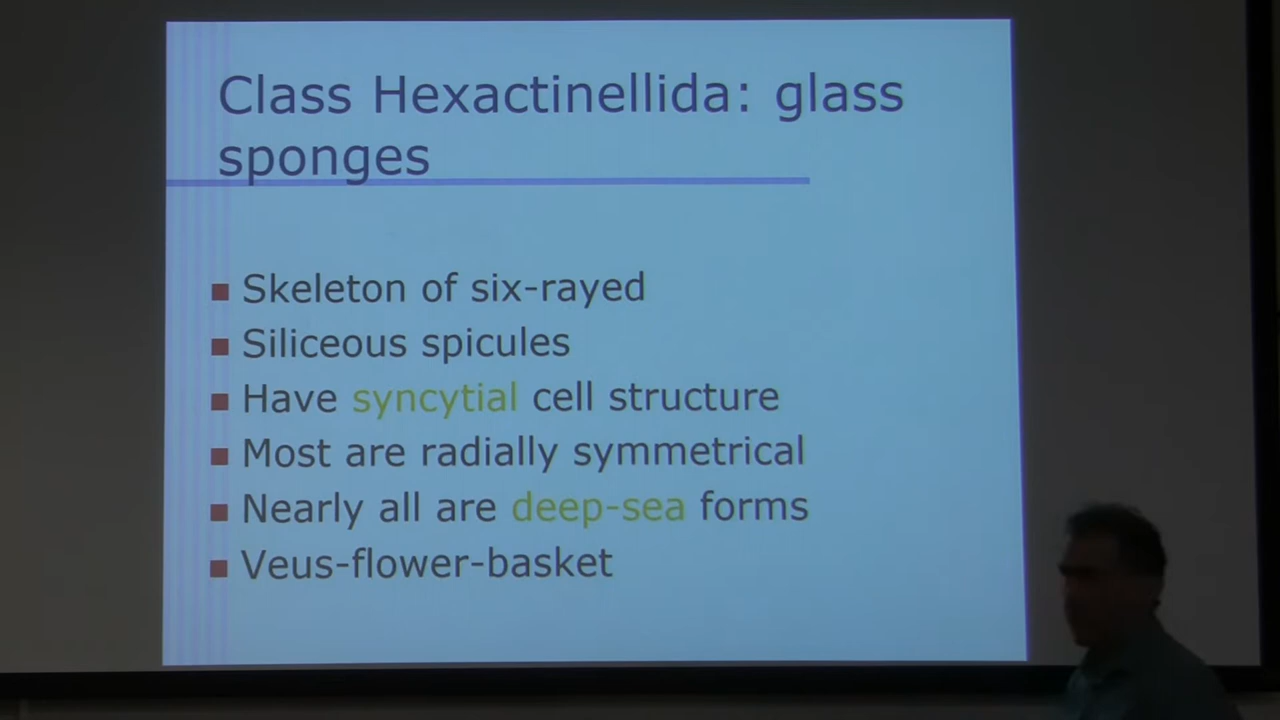 Class Hexactinellida: glass
sponges
Skeleton of six-rayed
Siliceous spicules
Have syncytial cell structure
Most are radially symmetrical
Nearly all are deep-sea forms
Veus-flower-basket